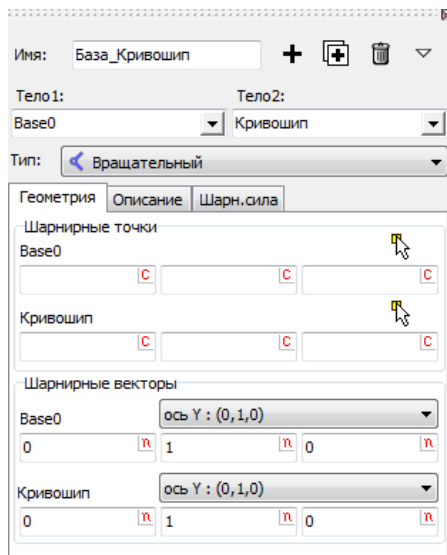 Имя: База_Кривошип
Тело1: Тело2:
Base0 Кривошип
Тип: Вращательный
Геометрия Описание Шарн.сила
Шарнирные точки
Base0
C C C
Кривошип
C C C
Шарнирные векторы
Base0 ось Y : (0,1,0)
0 n 1 n 0 n
Кривошип ось Y : (0,1,0)
0 n 1 n 0 n